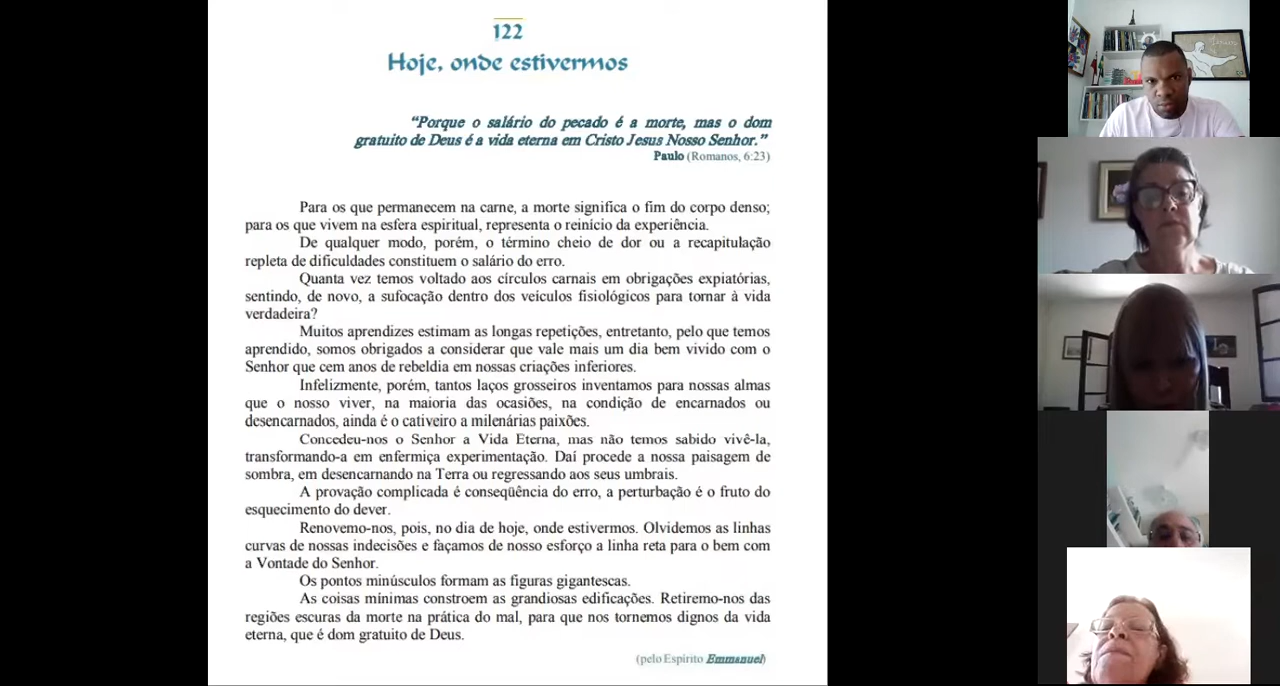 122
Hoje, onde estivermos
“Porque o salário do pecado é a morte, mas o dom
gratuito de Deus é a vida eterna em Cristo Jesus Nosso Senhor.”
Paulo (Romanos, 6:23)
Para os que permanecem na carne, a morte significa o fim do corpo denso;
para os que vivem na esfera espiritual, representa o reinício da experiência.
De qualquer modo, porém, o término cheio de dor ou a recapitulação
repleta de dificuldades constituem o salário do erro.
Quanta vez temos voltado aos círculos carnais em obrigações expiatórias,
sentindo, de novo, a sufocação dentro dos veículos fisiológicos para tornar à vida
verdadeira?
Muitos aprendizes estimam as longas repetições, entretanto, pelo que temos
aprendido, somos obrigados a considerar que vale mais um dia bem vivido com o
Senhor que cem anos de rebeldia em nossas criações inferiores.
Infelizmente, porém, tantos laços grosseiros inventamos para nossas almas
que o nosso viver, na maioria das ocasiões, na condição de encarnados ou
desencarnados, ainda é o cativeiro a milenárias paixões.
Concedeu-nos o Senhor a Vida Eterna, mas não temos sabido vivê-la,
transformando-a em enfermiça experimentação. Daí procede a nossa paisagem de
sombra, em desencarnando na Terra ou regressando aos seus umbrais.
A provação complicada é conseqüência do erro, a perturbação é o fruto do
esquecimento do dever.
Renovemo-nos, pois, no dia de hoje, onde estivermos. Olvidemos as linhas
curvas de nossas indecisões e façamos de nosso esforço a linha reta para o bem com
a Vontade do Senhor.
Os pontos minúsculos formam as figuras gigantescas.
As coisas mínimas constroem as grandiosas edificações. Retiremo-nos das
regiões escuras da morte na prática do mal, para que nos tornemos dignos da vida
eterna, que é dom gratuito de Deus.
(pelo Espírito Emmanuel)